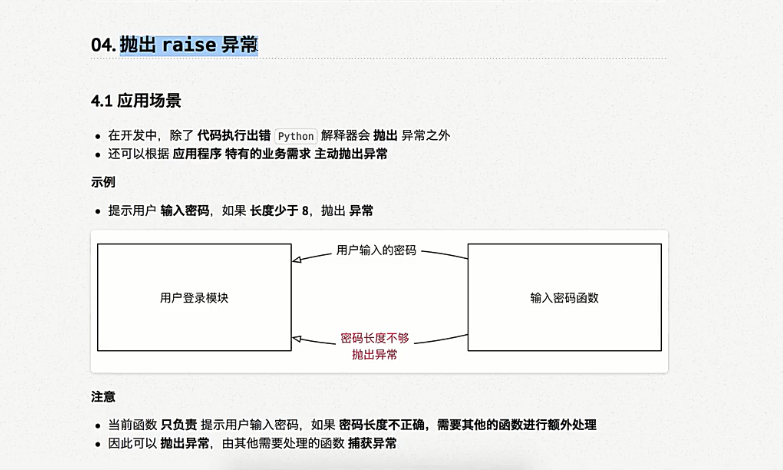 04. 抛出 raise 异常
4.1 应用场景
• 在开发中，除了 代码执行出错 Python 解释器会 抛出 异常之外
• 还可以根据 应用程序 特有的业务需求 主动抛出异常
示例
• 提示用户 输入密码，如果 长度少于 8，抛出 异常
用户输入的密码
用户登录模块
输入密码函数
密码长度不够
抛出异常
注意
• 当前函数 只负责 提示用户输入密码，如果 密码长度不正确，需要其他的函数进行额外处理
• 因此可以 抛出异常，由其他需要处理的函数 捕获异常